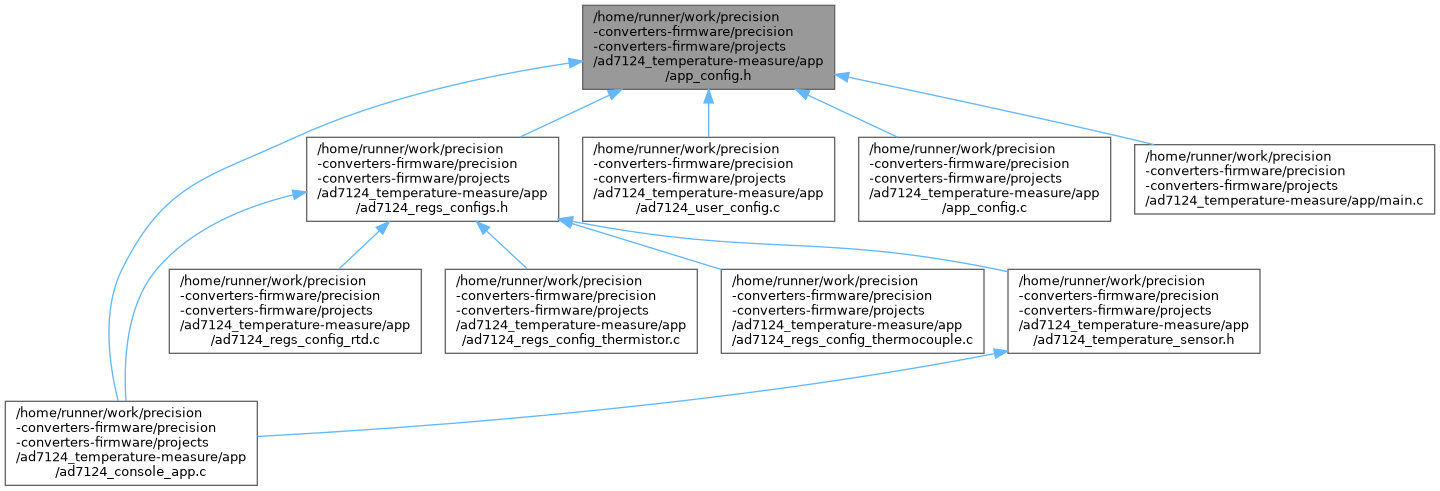 /home/runner/work/precision
-converters-firmware/precision
-converters-firmware/projects
/ad7124_temperature-measure/app
/app_config.h
/home/runner/work/precision
-converters-firmware/precision
-converters-firmware/projects
/ad7124_temperature-measure/app
/ad7124_regs_configs.h
/home/runner/work/precision
-converters-firmware/precision
-converters-firmware/projects
/ad7124_temperature-measure/app
/ad7124_user_config.c
/home/runner/work/precision
-converters-firmware/precision
-converters-firmware/projects
/ad7124_temperature-measure/app
/app_config.c
/home/runner/work/precision
-converters-firmware/precision
-converters-firmware/projects
/ad7124_temperature-measure/app/main.c
/home/runner/work/precision
-converters-firmware/precision
-converters-firmware/projects
/ad7124_temperature-measure/app
/ad7124_regs_config_rtd.c
/home/runner/work/precision
-converters-firmware/precision
-converters-firmware/projects
/ad7124_temperature-measure/app
/ad7124_regs_config_thermistor.c
/home/runner/work/precision
-converters-firmware/precision
-converters-firmware/projects
/ad7124_temperature-measure/app
/ad7124_regs_config_thermocouple.c
/home/runner/work/precision
-converters-firmware/precision
-converters-firmware/projects
/ad7124_temperature-measure/app
/ad7124_temperature_sensor.h
/home/runner/work/precision
-converters-firmware/precision
-converters-firmware/projects
/ad7124_temperature-measure/app
/ad7124_console_app.c